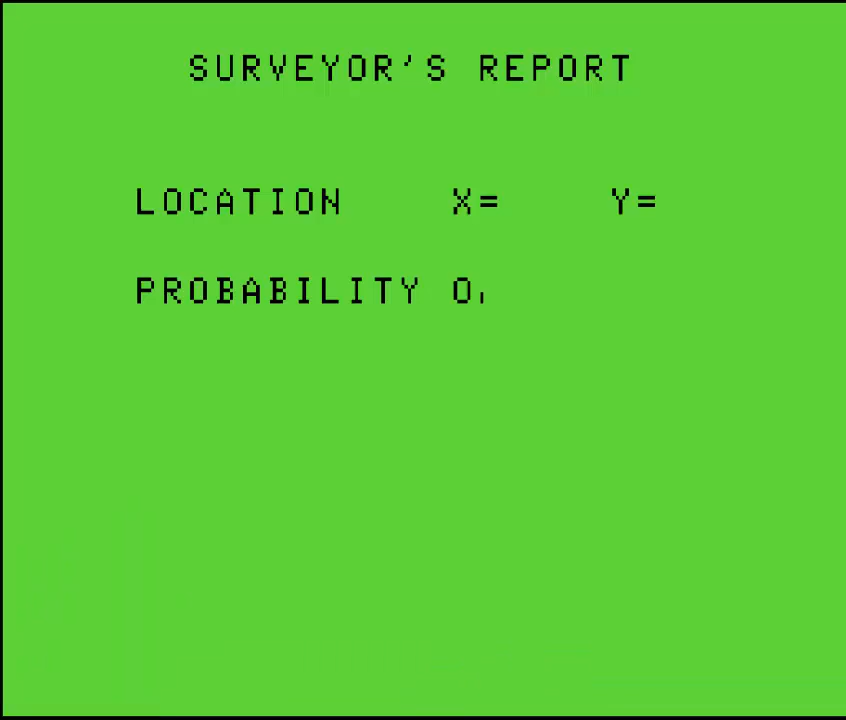 SURVEYOR'S REPORT
LOCATION X= Y=
PROBABILITY O